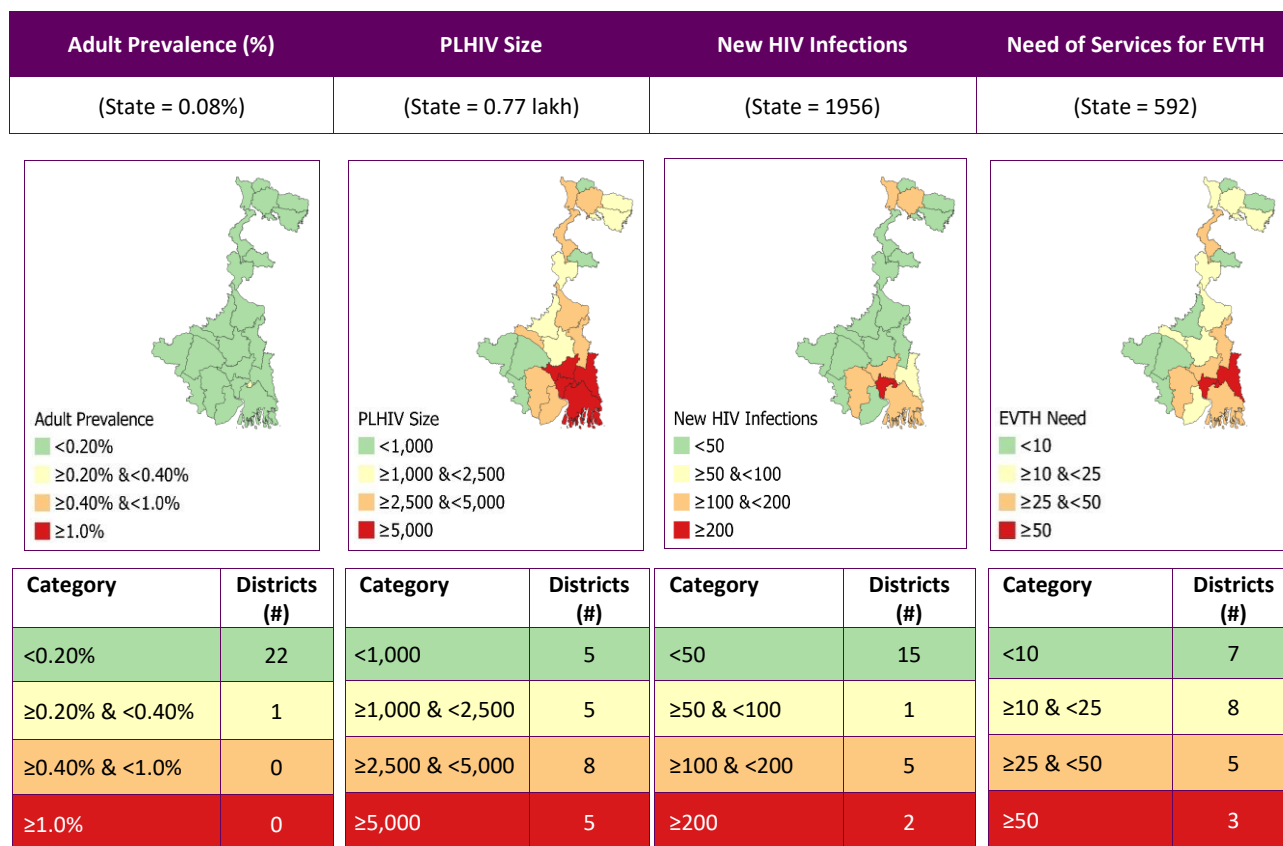 Adult Prevalence (%) PLHIV Size New HIV Infections Need of Services for EVTH
(State = 0.08%) (State = 0.77 lakh) (State = 1956) (State = 592)
Adult Prevalence
<0.20%
≥0.20% &<0.40%
≥0.40% &<1.0%
≥1.0%
PLHIV Size
<1,000
≥1,000 &<2,500
≥2,500 &<5,000
≥5,000
New HIV Infections
<50
≥50 &<100
≥100 &<200
≥200
EVTH Need
<10
≥10 &<25
≥25 &<50
≥50
Category Districts
(#)
<0.20% 22
≥0.20% & <0.40% 1
≥0.40% & <1.0% 0
≥1.0% 0
Category Districts
(#)
<1,000 5
≥1,000 & <2,500 5
≥2,500 & <5,000 8
≥5,000 5
Category Districts
(#)
<50 15
≥50 & <100 1
≥100 & <200 5
≥200 2
Category Districts
(#)
<10 7
≥10 & <25 8
≥25 & <50 5
≥50 3